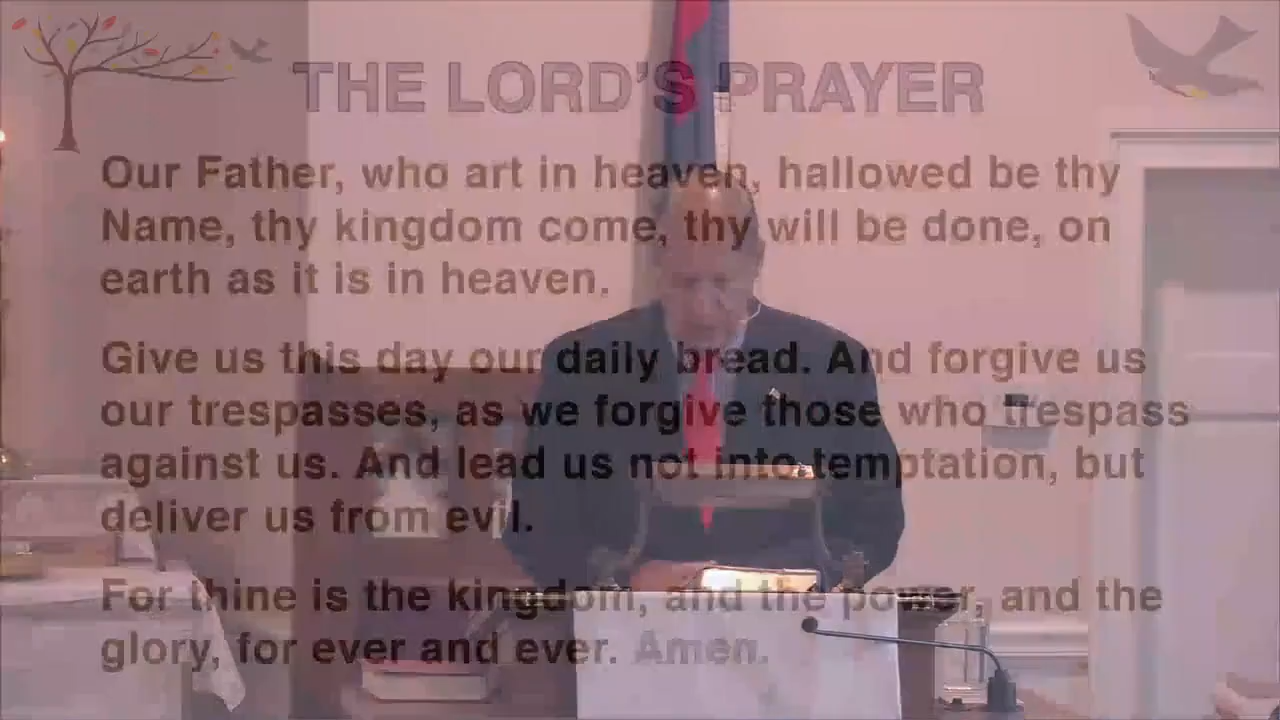 THE LORD'S PRAYER
Our Father, who art in heaven, hallowed be thy
Name, thy kingdom come, thy will be done, on
earth as it is in heaven.
Give us this day our daily bread. And forgive us
our trespasses, as we forgive those who trespass
against us. And lead us not into temptation, but
deliver us from evil.
For thine is the kingdom, and the power, and the
glory, for ever and ever. Amen.